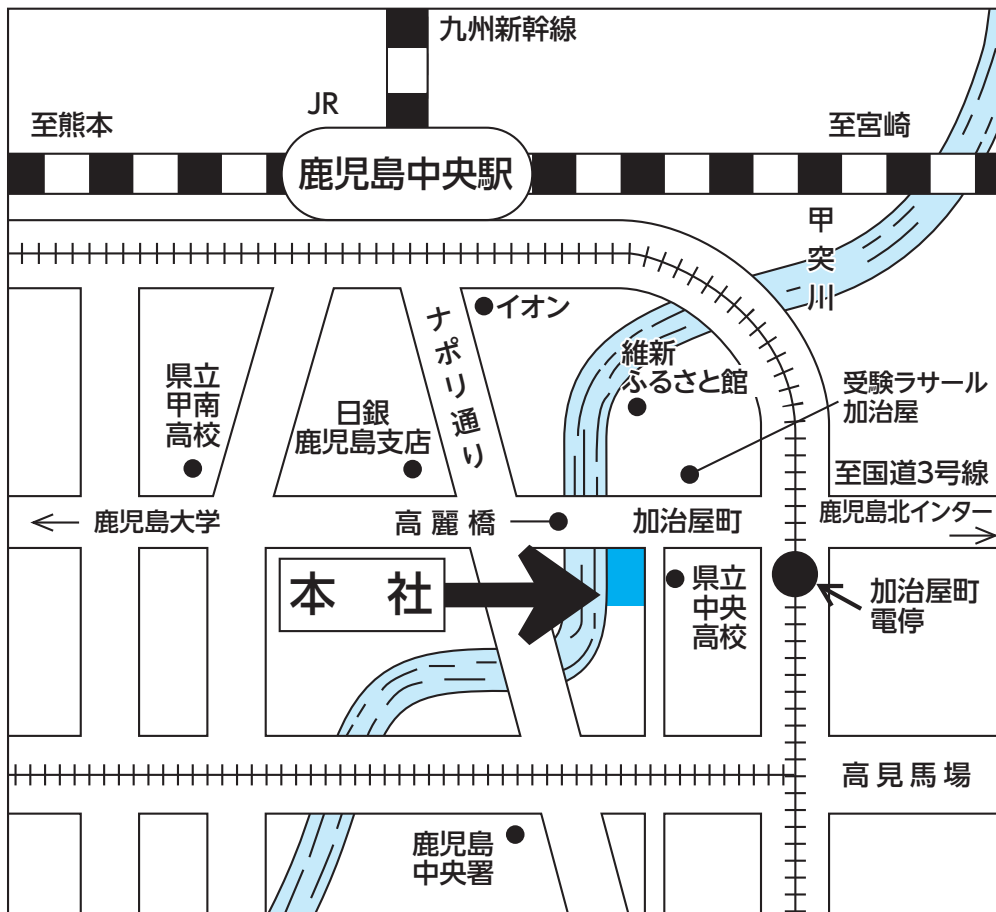 九州新幹線
JR
至熊本
至宮崎
鹿児島中央駅
甲突川
イオン
ナポリ通り
維新
ふるさと館
県立
甲南
高校
日銀
鹿児島支店
受験ラサール
加治屋
至国道3号線
鹿児島北インター
← 鹿児島大学
高麗橋
加治屋町
→
本 社
県立
中央
高校
加治屋町
電停
高見馬場
鹿児島
中央署